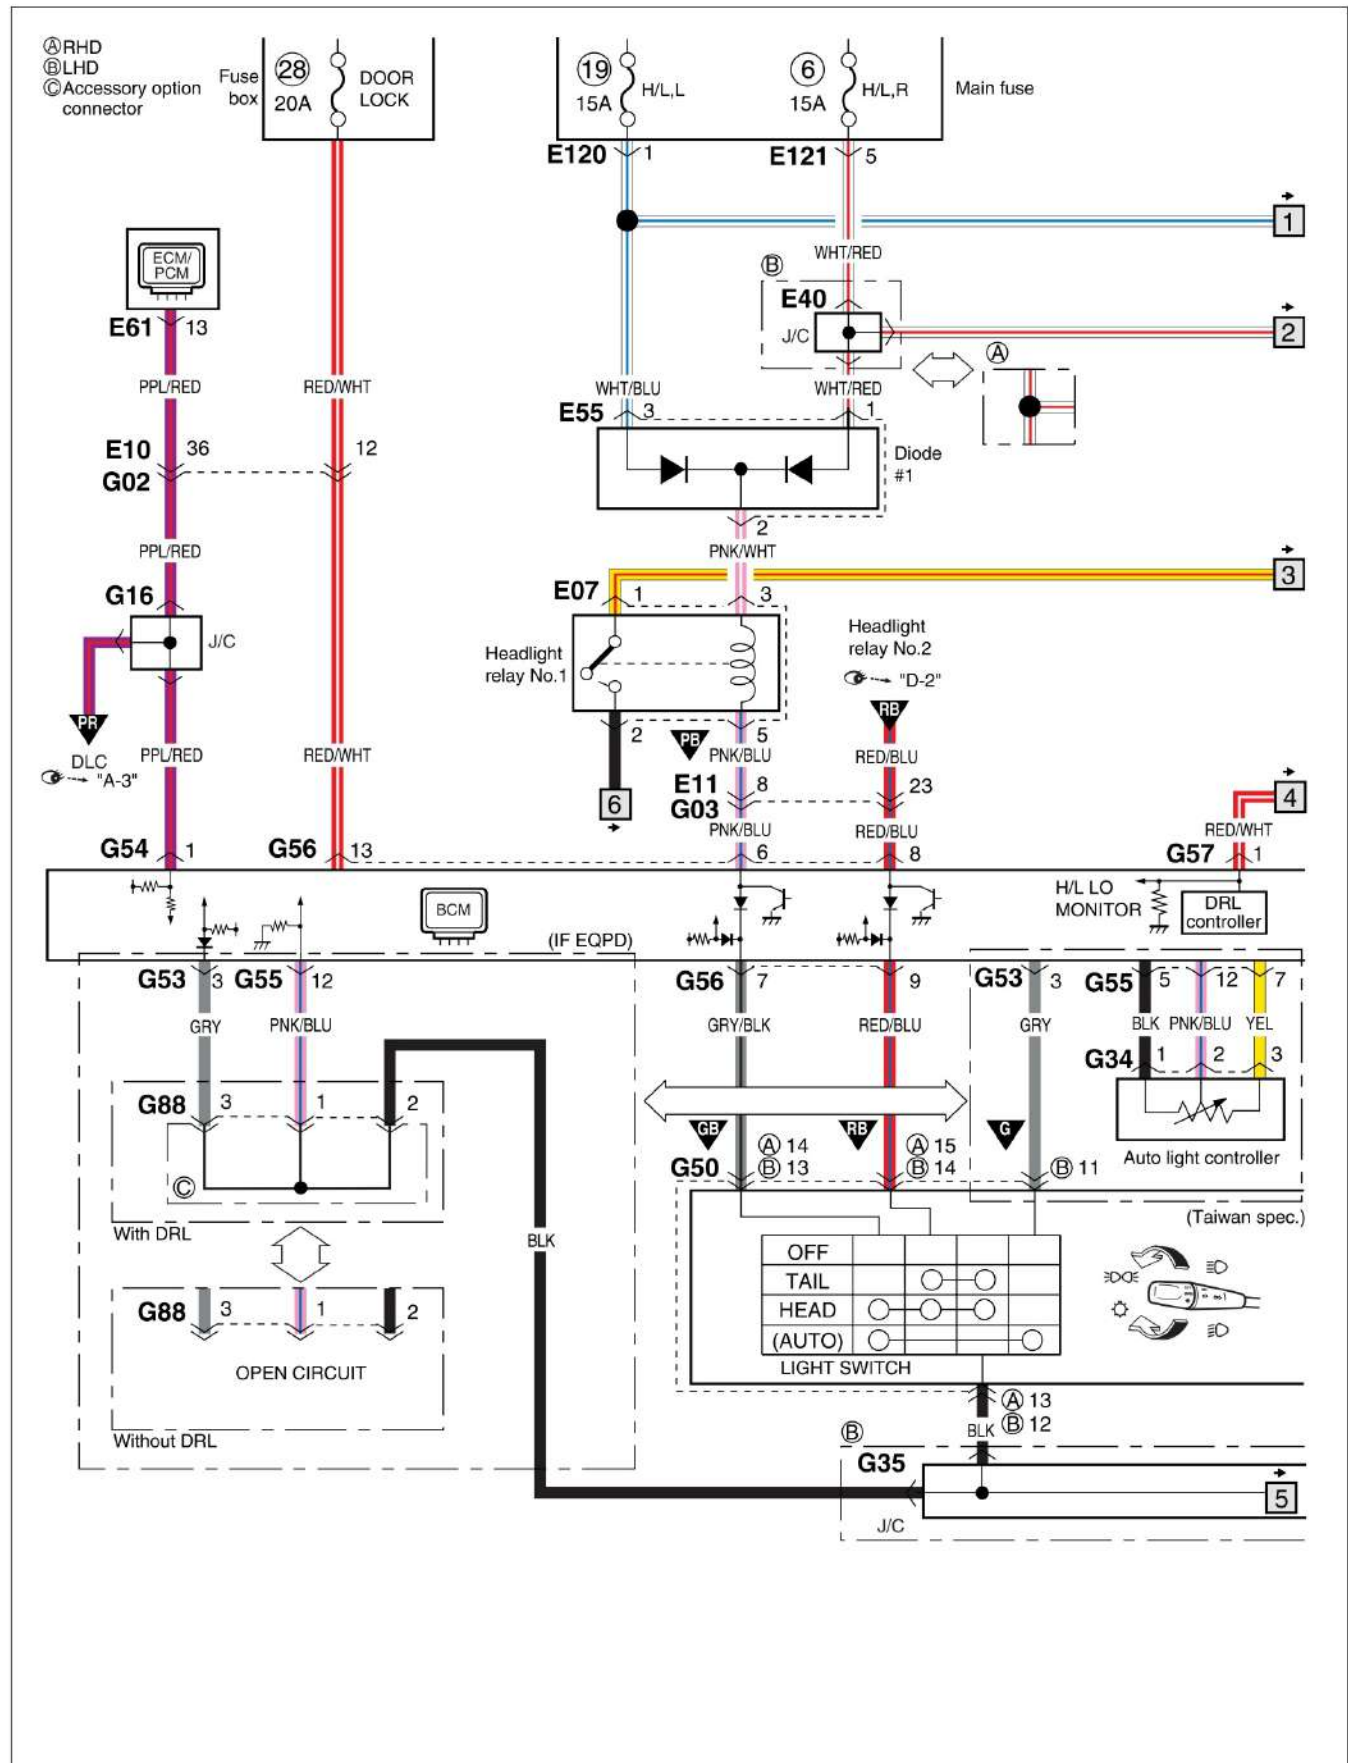 Ⓐ RHD
Ⓑ LHD
Ⓒ Accessory option
connector
Fuse
box
28
20A
DOOR
LOCK
19
15A
H/L,L
6
15A
H/L,R
Main fuse
E120 1
E121 5
1
ECM/
PCM
WHT/RED
Ⓑ
E40
J/C
2
Ⓐ
E61 13
PPL/RED
RED/WHT
WHT/BLU
WHT/RED
E55 3
1
Diode
#1
E10 36
12
G02
2
PPL/RED
PNK/WHT
3
G16
E07 1
3
J/C
Headlight
relay No.1
Headlight
relay No.2
"D-2"
PR
RB
DLC
"A-3"
2
PB
5
PPL/RED
RED/WHT
PNK/BLU
RED/BLU
E11 8
23
G03
6
4
PNK/BLU
RED/BLU
RED/WHT
G54 1
G56 13
6
8
G57 1
BCM
H/L LO
MONITOR
DRL
controller
(IF EQPD)
G53 3
G55 12
G56 7
9
G53 3
G55 5
12
7
GRY
PNK/BLU
GRY/BLK
RED/BLU
GRY
BLK
PNK/BLU
YEL
G34 1
2
3
G88 3
1
2
GB
RB
G
Ⓐ 14
Ⓐ 15
G50 Ⓑ 13
Ⓑ 14
Ⓑ 11
Auto light controller
Ⓒ
With DRL
(Taiwan spec.)
BLK
OFF
TAIL
HEAD
(AUTO)
LIGHT SWITCH
G88 3
1
2
OPEN CIRCUIT
Without DRL
Ⓐ 13
BLK Ⓑ 12
Ⓑ
G35
5
J/C